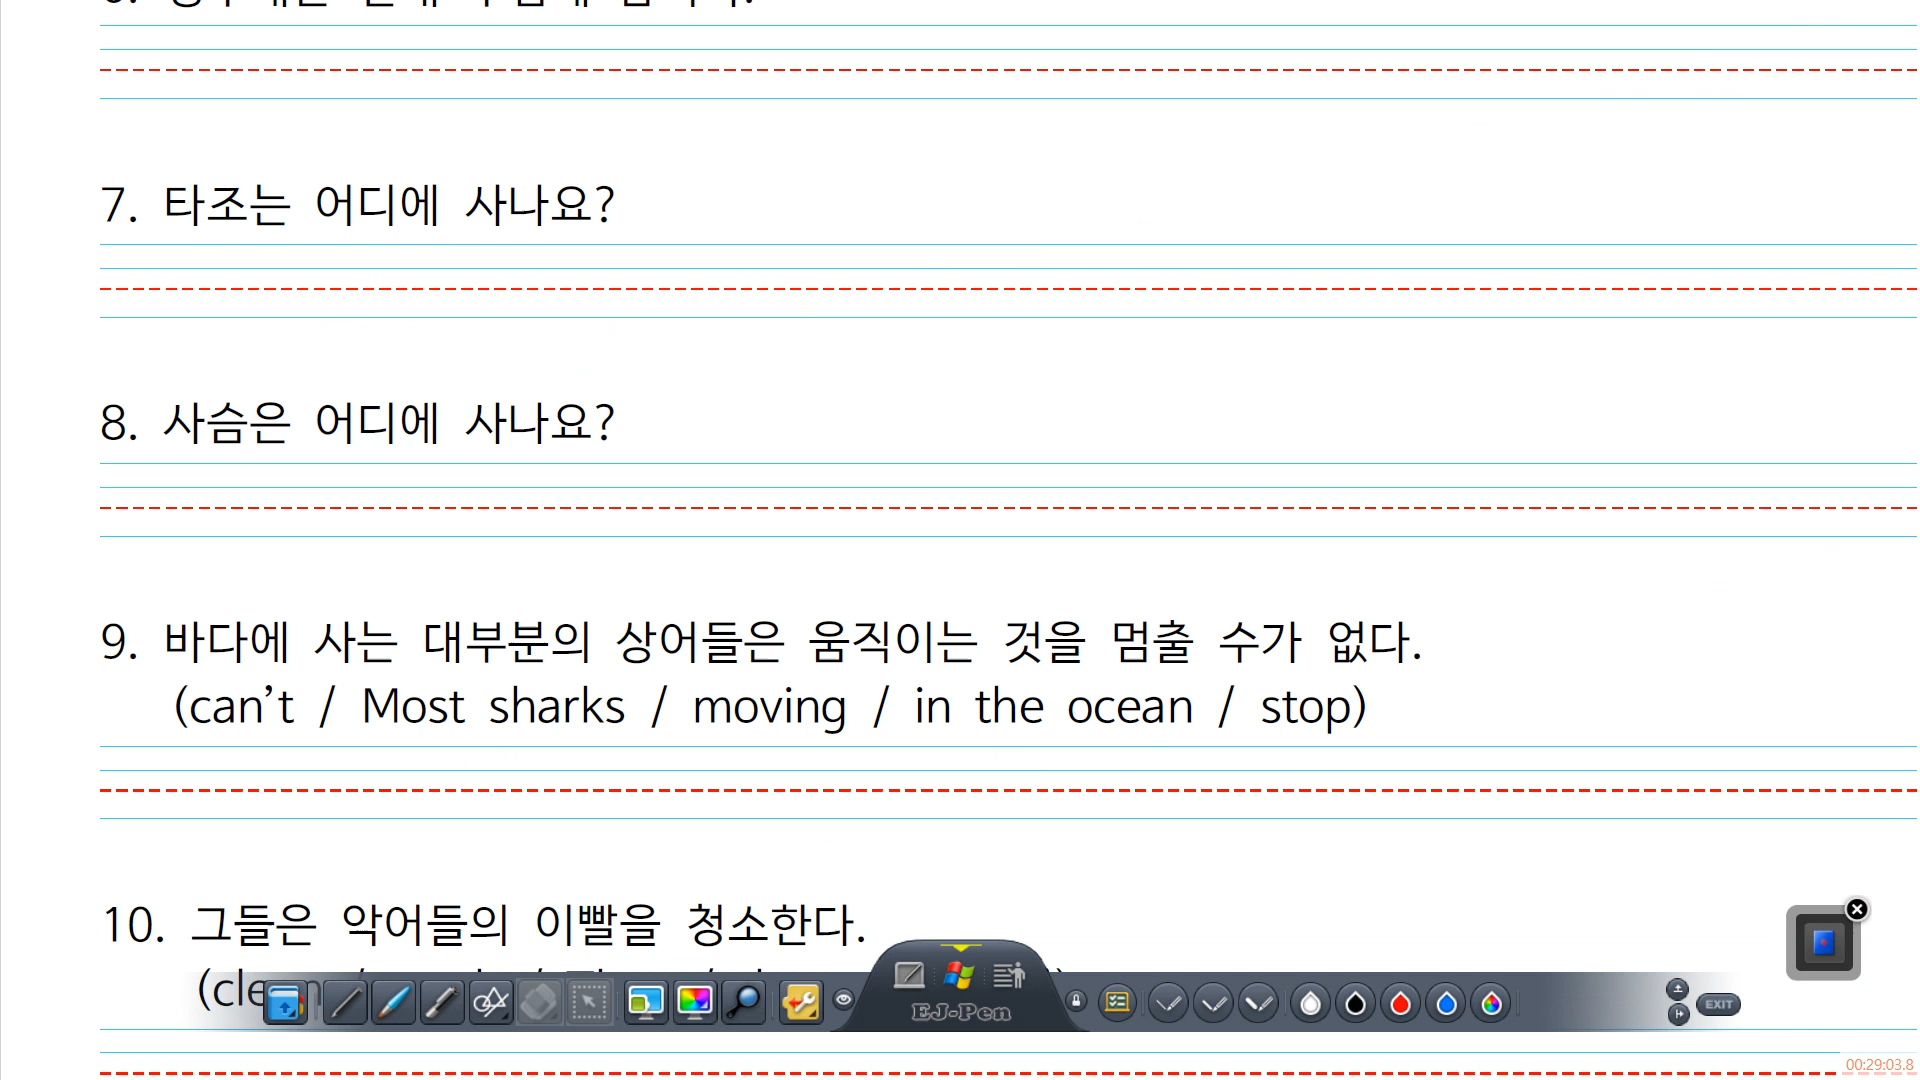 7. 타조는 어디에 사나요?
8. 사슴은 어디에 사나요?
9. 바다에 사는 대부분의 상어들은 움직이는 것을 멈출 수가 없다.
(can't / Most sharks / moving / in the ocean / stop)
10. 그들은 악어들의 이빨을 청소한다.
EJ-Pen
EXIT
00:29:03.8